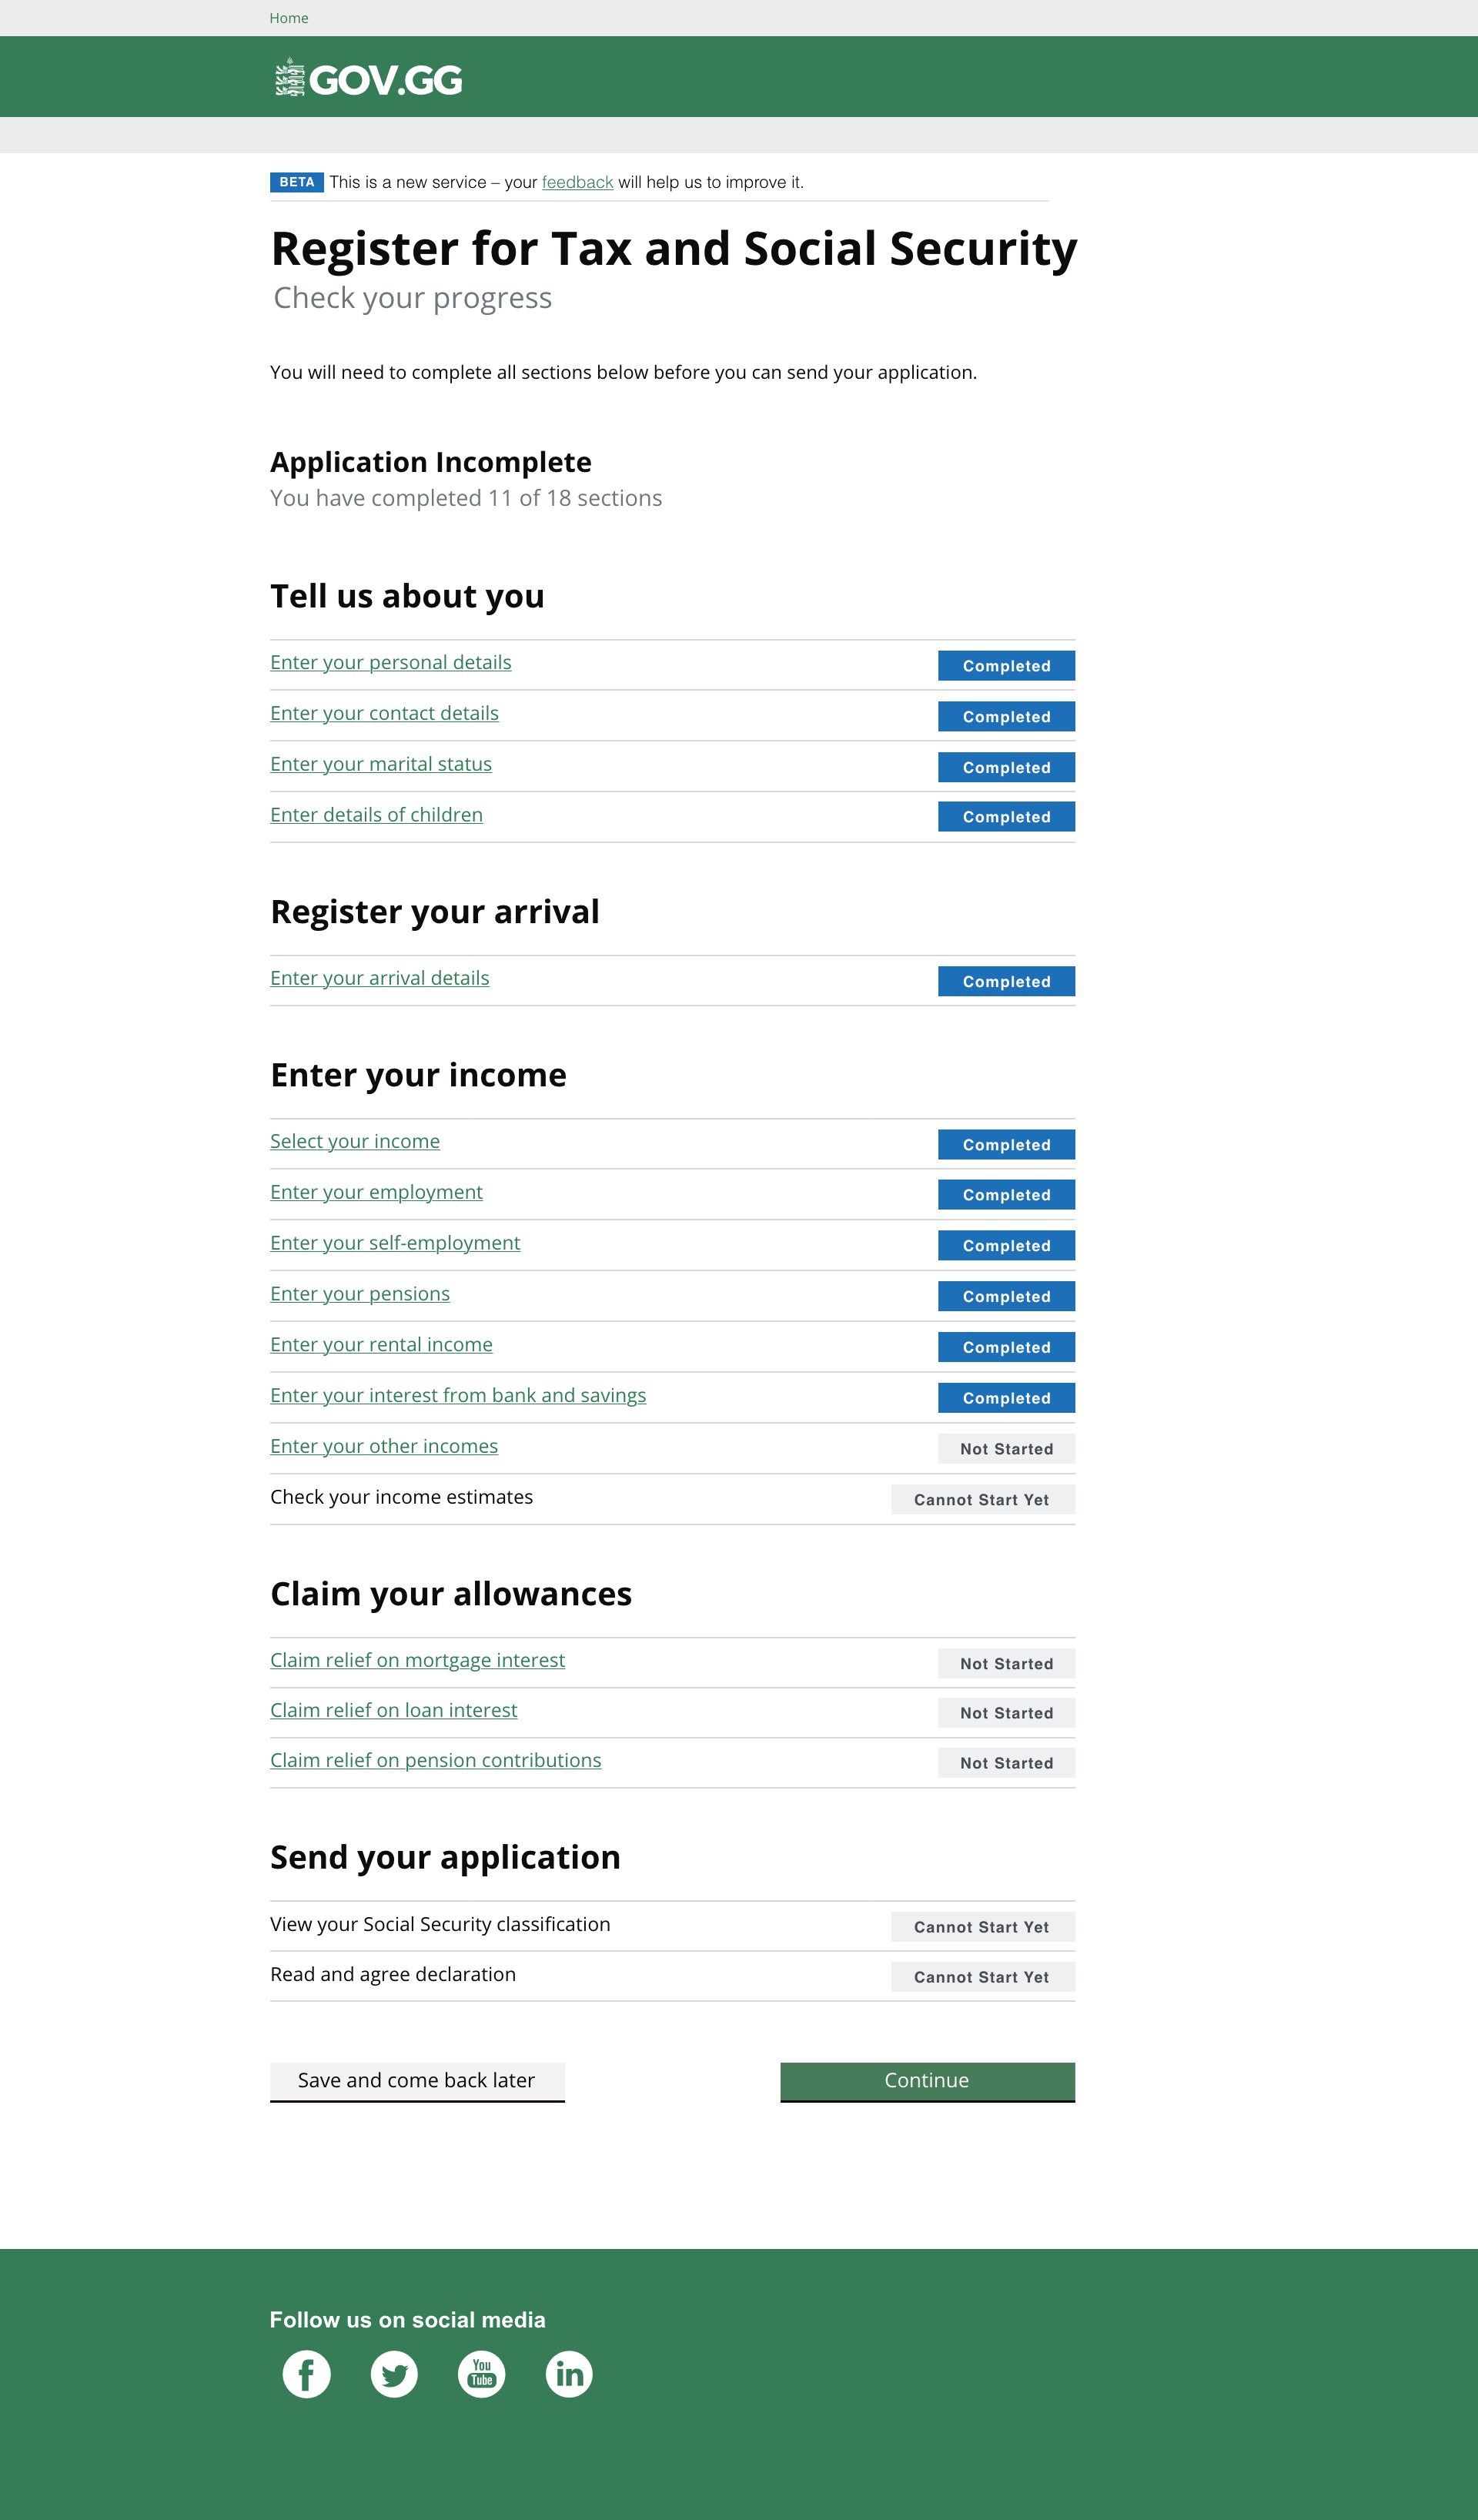 Home
GOV.GG
BETA This is a new service – your feedback will help us to improve it.
Register for Tax and Social Security
Check your progress
You will need to complete all sections below before you can send your application.
Application Incomplete
You have completed 11 of 18 sections
Tell us about you
Enter your personal details Completed
Enter your contact details Completed
Enter your marital status Completed
Enter details of children Completed
Register your arrival
Enter your arrival details Completed
Enter your income
Select your income Completed
Enter your employment Completed
Enter your self-employment Completed
Enter your pensions Completed
Enter your rental income Completed
Enter your interest from bank and savings Completed
Enter your other incomes Not Started
Check your income estimates Cannot Start Yet
Claim your allowances
Claim relief on mortgage interest Not Started
Claim relief on loan interest Not Started
Claim relief on pension contributions Not Started
Send your application
View your Social Security classification Cannot Start Yet
Read and agree declaration Cannot Start Yet
Save and come back later Continue
Follow us on social media
You
Tube
in